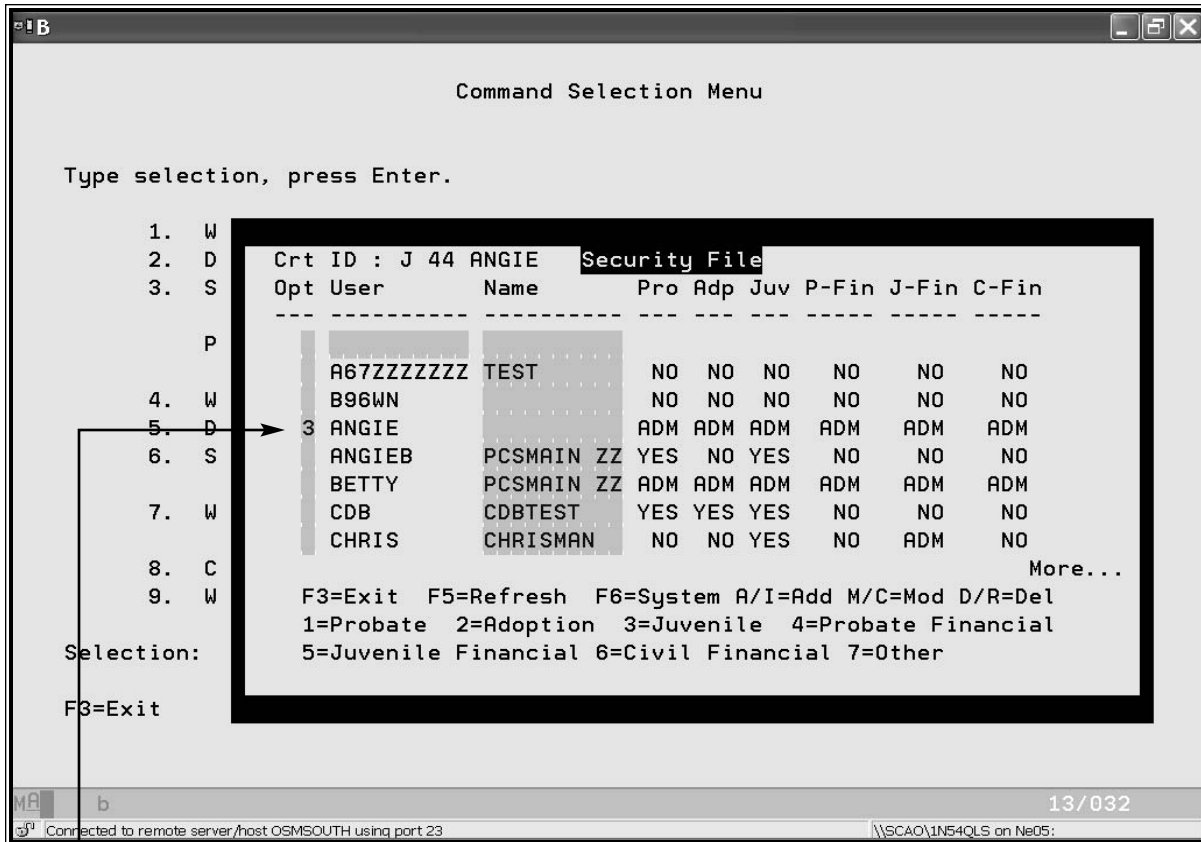 B
Command Selection Menu
Type selection, press Enter.
1. W
2. D
3. S
P
4. W
5. D
6. S
7. W
8. C
9. W
Selection:
F3=Exit
Crt ID : J 44 ANGIE Security File
Opt User Name Pro Adp Juv P-Fin J-Fin C-Fin
--- ---------- ---------- --- --- --- ----- ----- -----
A67ZZZZZZZ TEST NO NO NO NO NO NO
B96WN NO NO NO NO NO NO
3 ANGIE ADM ADM ADM ADM ADM ADM
ANGIEB PCSMAIN ZZ YES NO YES NO NO NO
BETTY PCSMAIN ZZ ADM ADM ADM ADM ADM ADM
CDB CDBTEST YES YES YES NO NO NO
CHRIS CHRISMAN NO NO YES NO ADM NO
More...
F3=Exit F5=Refresh F6=System A/I=Add M/C=Mod D/R=Del
1=Probate 2=Adoption 3=Juvenile 4=Probate Financial
5=Juvenile Financial 6=Civil Financial 7=Other
MA b 13/032
Connected to remote server/host OSMSOUTH using port 23 \\SCAO\1N54QLS on Ne05: